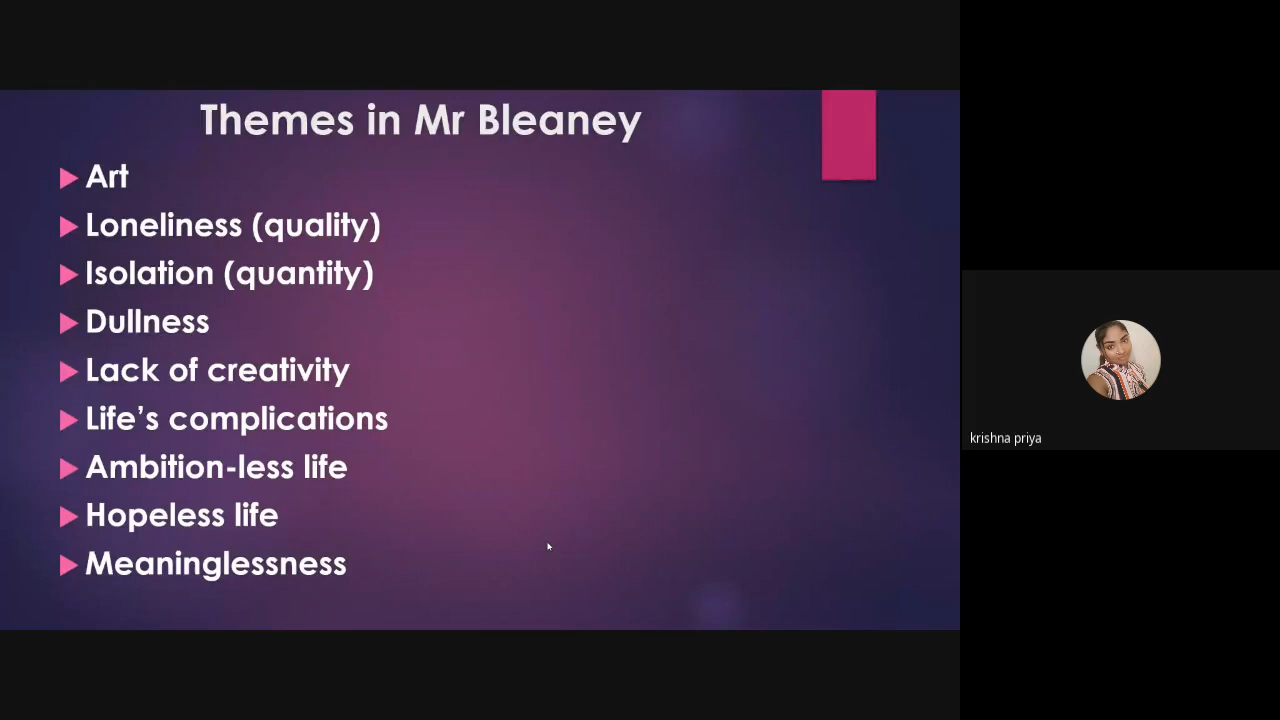 Themes in Mr Bleaney
Art
Loneliness (quality)
Isolation (quantity)
Dullness
Lack of creativity
Life's complications
Ambition-less life
Hopeless life
Meaninglessness
krishna priya